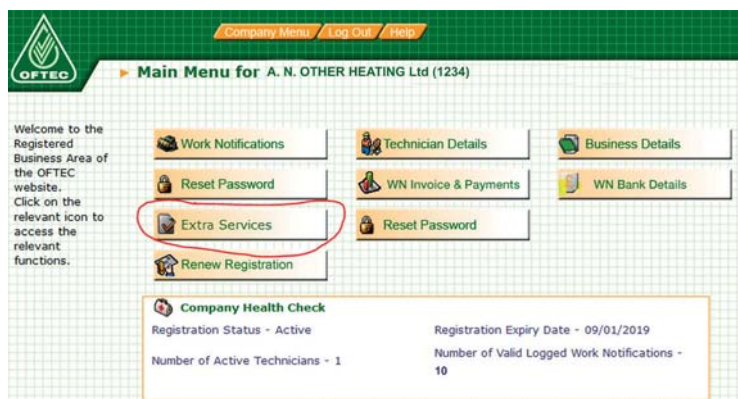 Company Menu Log Out Help
OFTEC
Main Menu for A. N. OTHER HEATING Ltd (1234)
Welcome to the
Registered
Business Area of
the OFTEC
website.
Click on the
relevant icon to
access the
relevant
functions.
Work Notifications
Technician Details
Business Details
Reset Password
WN Invoice & Payments
WN Bank Details
Extra Services
Reset Password
Renew Registration
Company Health Check
Registration Status - Active
Registration Expiry Date - 09/01/2019
Number of Active Technicians - 1
Number of Valid Logged Work Notifications -
10